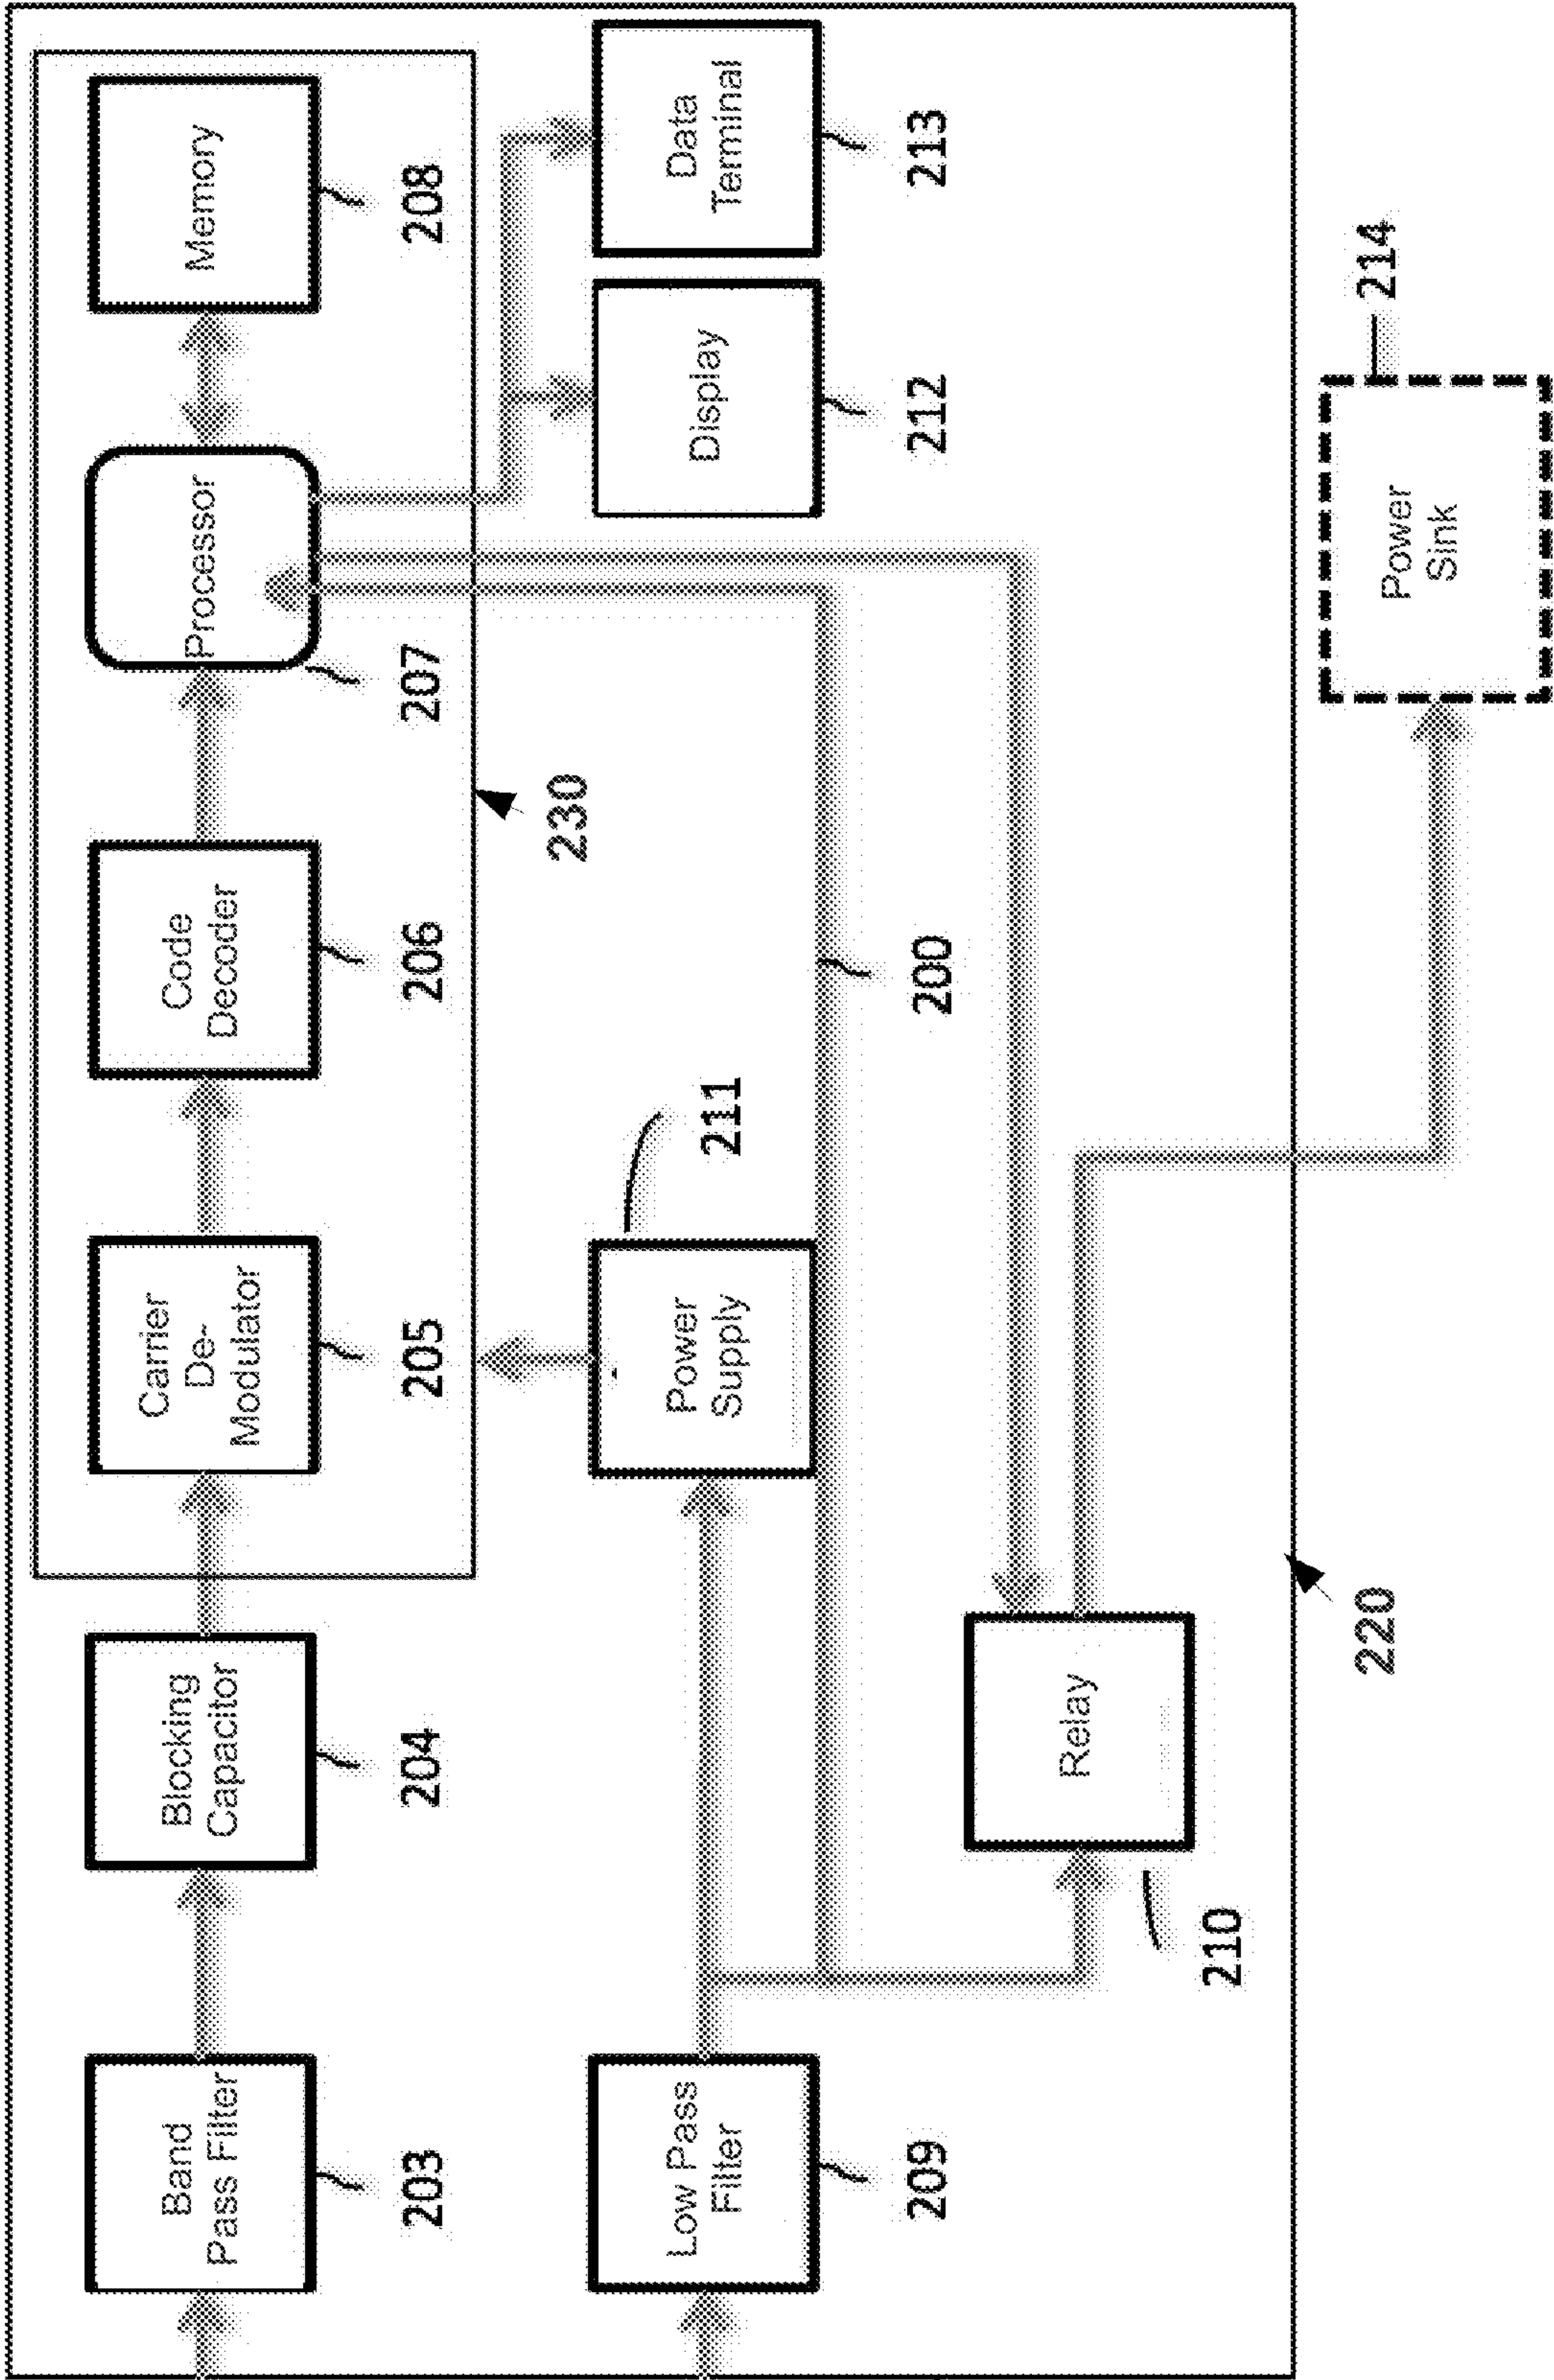 Band
Pass Filter
203
Blocking
Capacitor
204
Carrier
De-
Modulator
205
Code
Decoder
206
Processor
207
Memory
208
230
Low Pass
Filter
209
Power
Supply
211
Display
212
Data
Terminal
213
200
Relay
210
220
Power
Sink
214